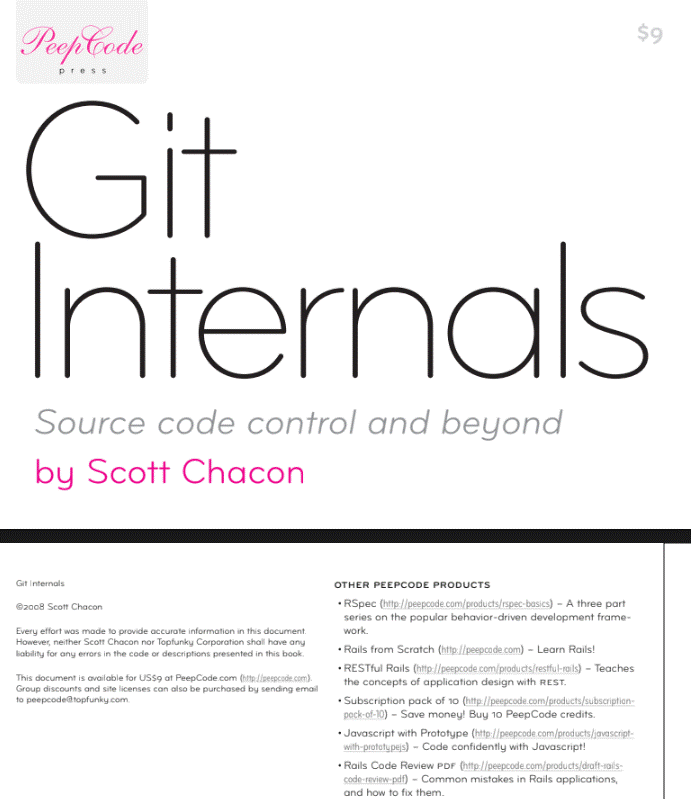 PeepCode
press
$9
Git
Internals
Source code control and beyond
by Scott Chacon
Git Internals
©2008 Scott Chacon
Every effort was made to provide accurate information in this document.
However, neither Scott Chacon nor Topfunky Corporation shall have any
liability for any errors in the code or descriptions presented in this book.
This document is available for US$9 at PeepCode.com (http://peepcode.com).
Group discounts and site licenses can also be purchased by sending email
to peepcode@topfunky.com.
OTHER PEEPCODE PRODUCTS
• RSpec (http://peepcode.com/products/rspec-basics) – A three part
series on the popular behavior-driven development frame-
work.
• Rails from Scratch (http://peepcode.com) – Learn Rails!
• RESTful Rails (http://peepcode.com/products/restful-rails) – Teaches
the concepts of application design with REST.
• Subscription pack of 10 (http://peepcode.com/products/subscription-
pack-of-10) – Save money! Buy 10 PeepCode credits.
• Javascript with Prototype (http://peepcode.com/products/javascript-
with-prototypejs) – Code confidently with Javascript!
• Rails Code Review PDF (http://peepcode.com/products/draft-rails-
code-review-pdf) – Common mistakes in Rails applications,
and how to fix them.